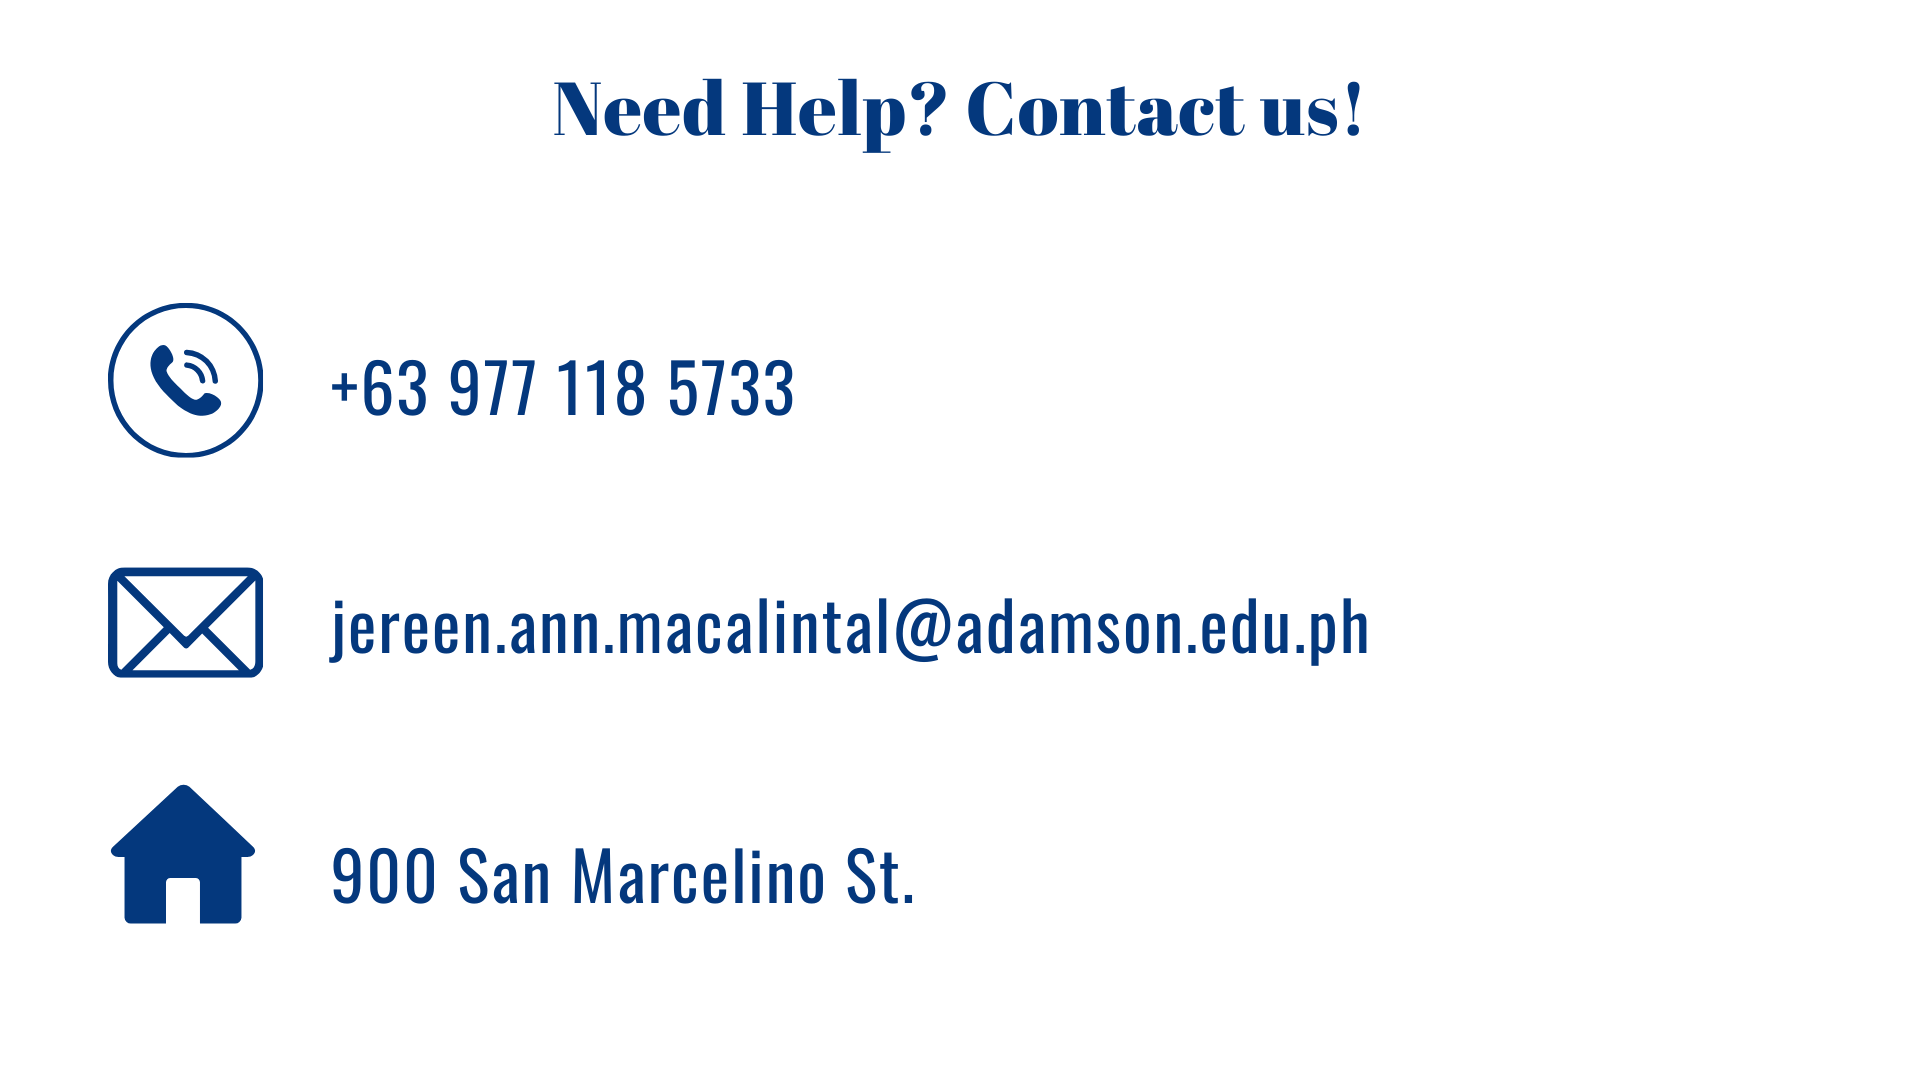 Need Help? Contact us!
+63 977 118 5733
jereen.ann.macalintal@adamson.edu.ph
900 San Marcelino St.